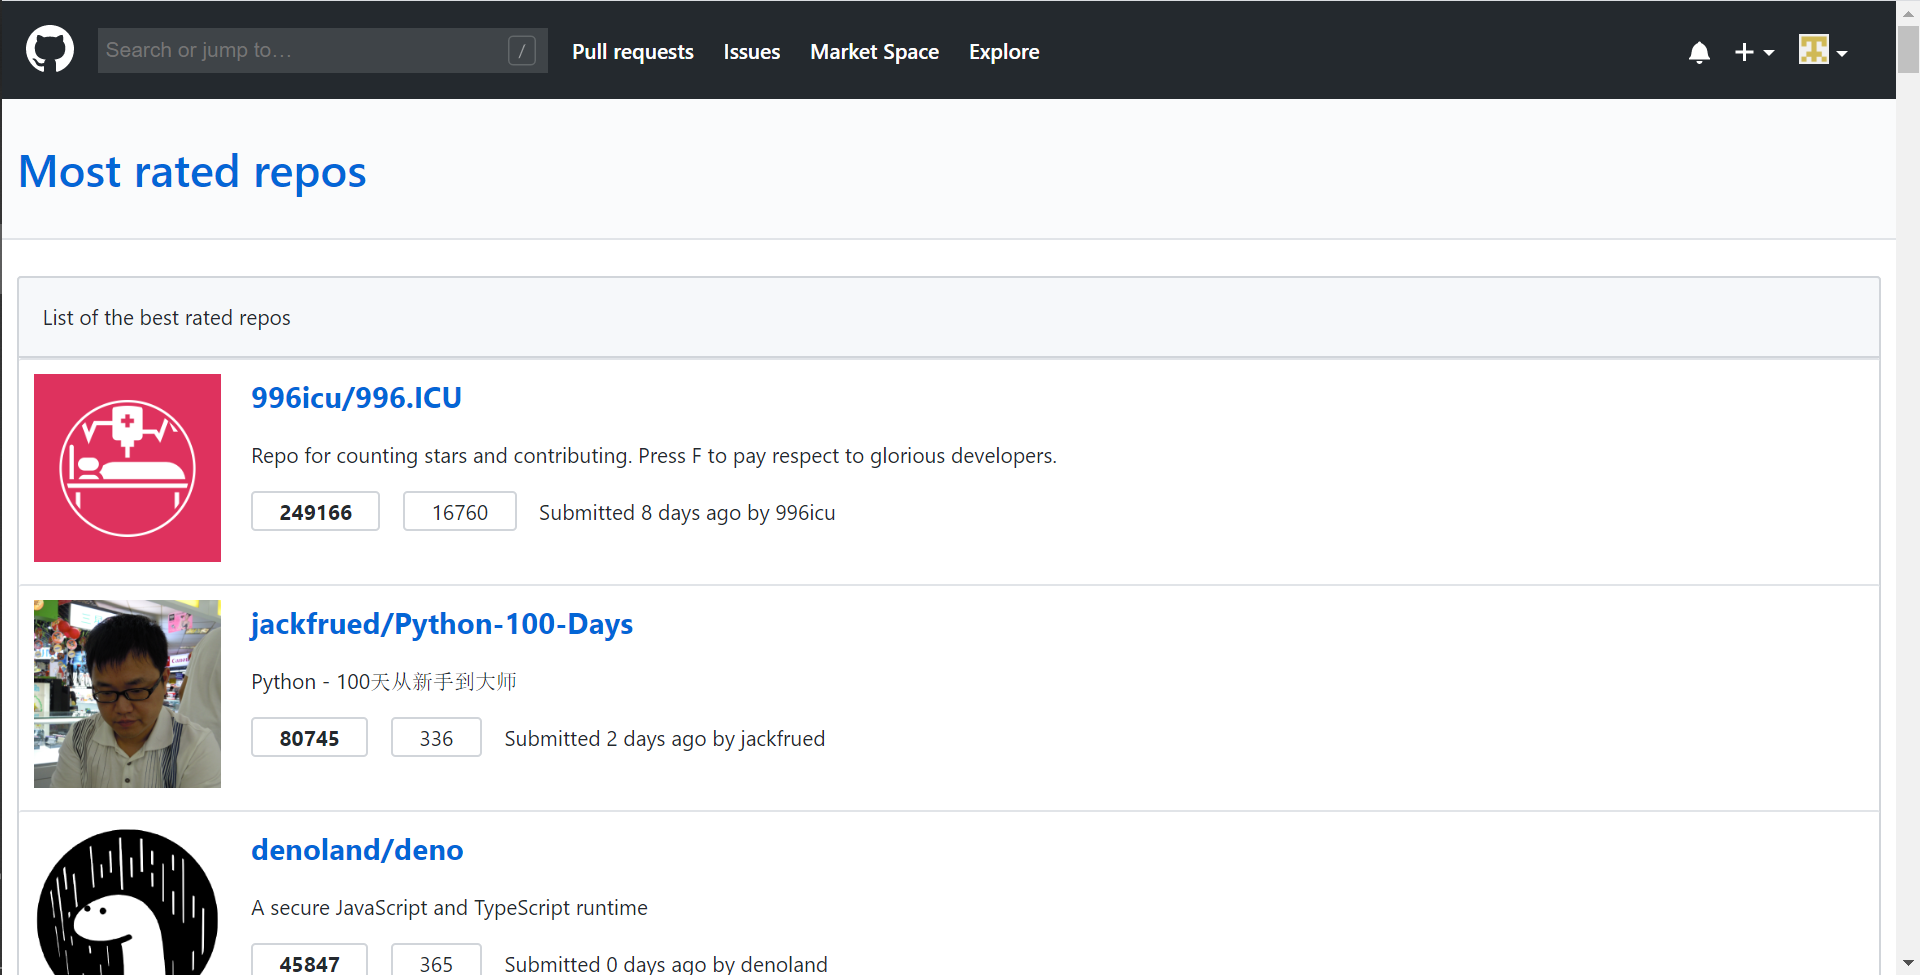 Search or jump to…
/
Pull requests
Issues
Market Space
Explore
Most rated repos
List of the best rated repos
996icu/996.ICU
Repo for counting stars and contributing. Press F to pay respect to glorious developers.
249166
16760
Submitted 8 days ago by 996icu
jackfrued/Python-100-Days
Python - 100天从新手到大师
80745
336
Submitted 2 days ago by jackfrued
denoland/deno
A secure JavaScript and TypeScript runtime
45847
365
Submitted 0 days ago by denoland